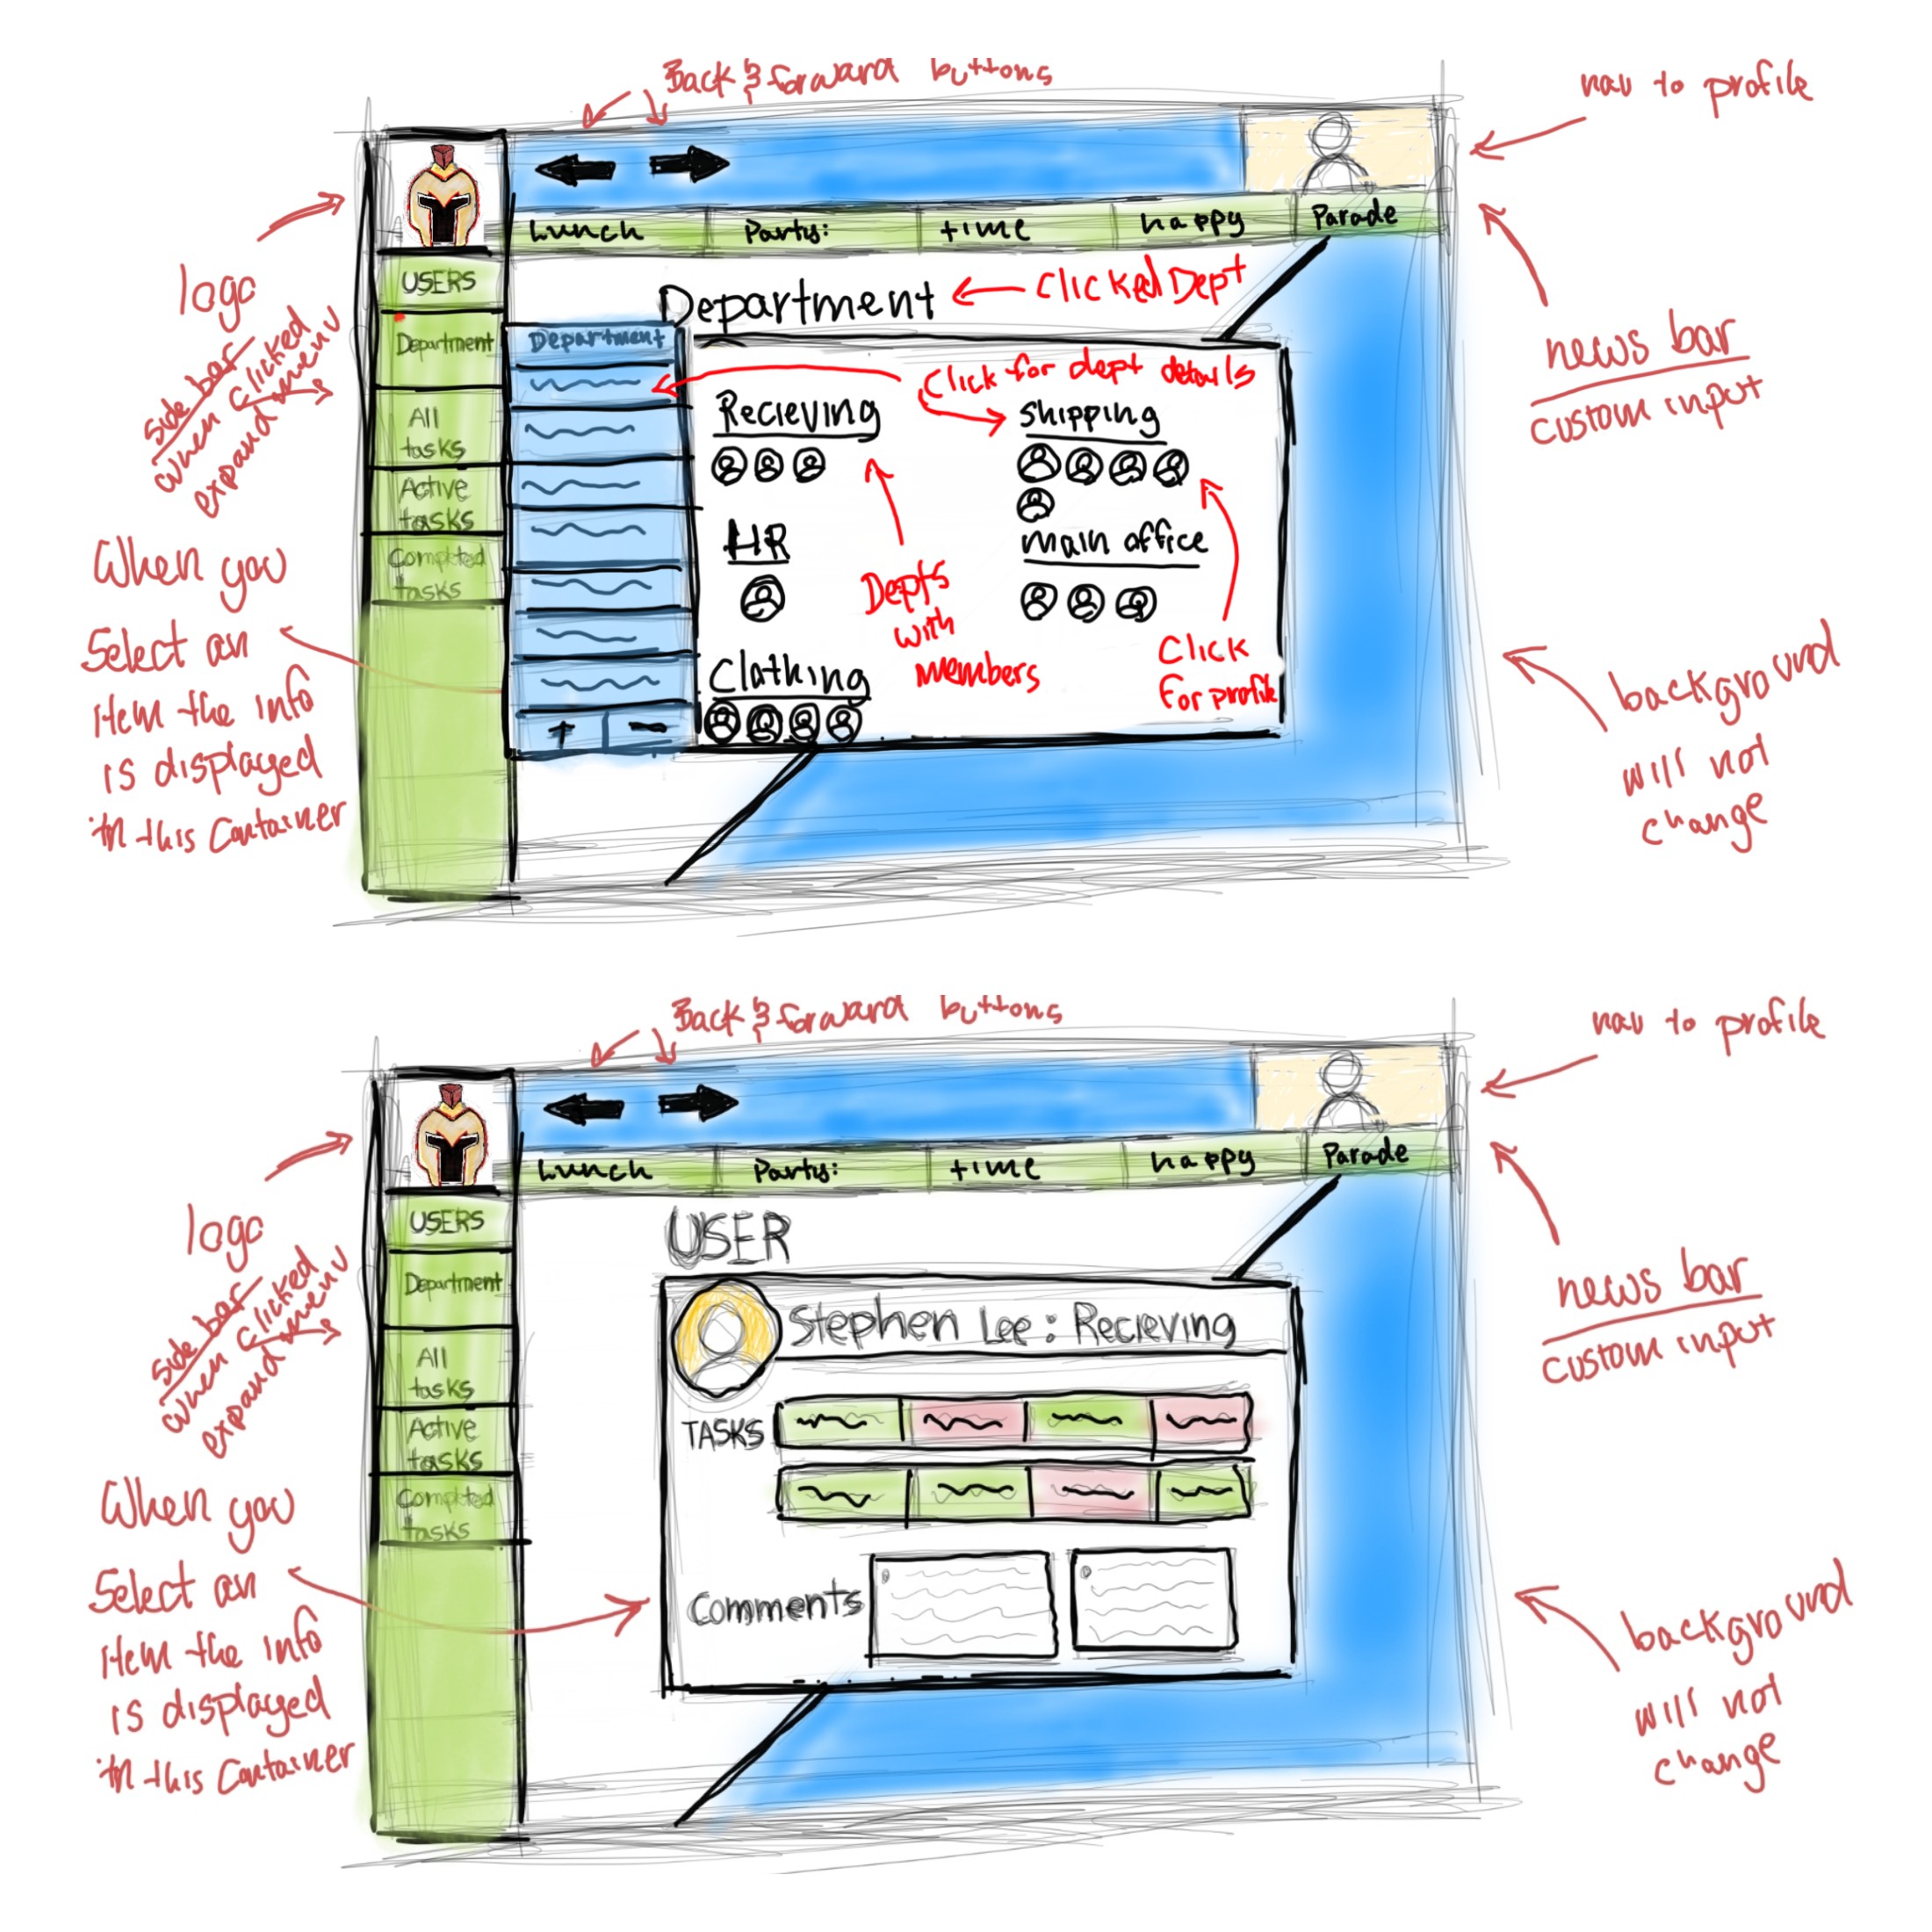 Back & forward buttons
nav to profile
Lunch
Party:
time
happy
Parade
logo
USERS
Department
Clicked Dept
side bar
when clicked
expand menu
Department
Department
Click for dept details
news bar
custom input
All
tasks
Recieving
shipping
Active
tasks
HR
main office
When you
Select an
item the info
is displayed
in this Container
Completed
tasks
Depts
with
members
Click
for profile
Clothing
+
-
background
will not
change
Back & forward buttons
nav to profile
Lunch
Party:
time
happy
Parade
logo
USERS
USER
side bar
when clicked
expand menu
Department
Stephen Lee: Recieving
news bar
custom input
All
tasks
Active
tasks
TASKS
When you
Select an
item the info
is displayed
in this Container
Completed
tasks
Comments
background
will not
change